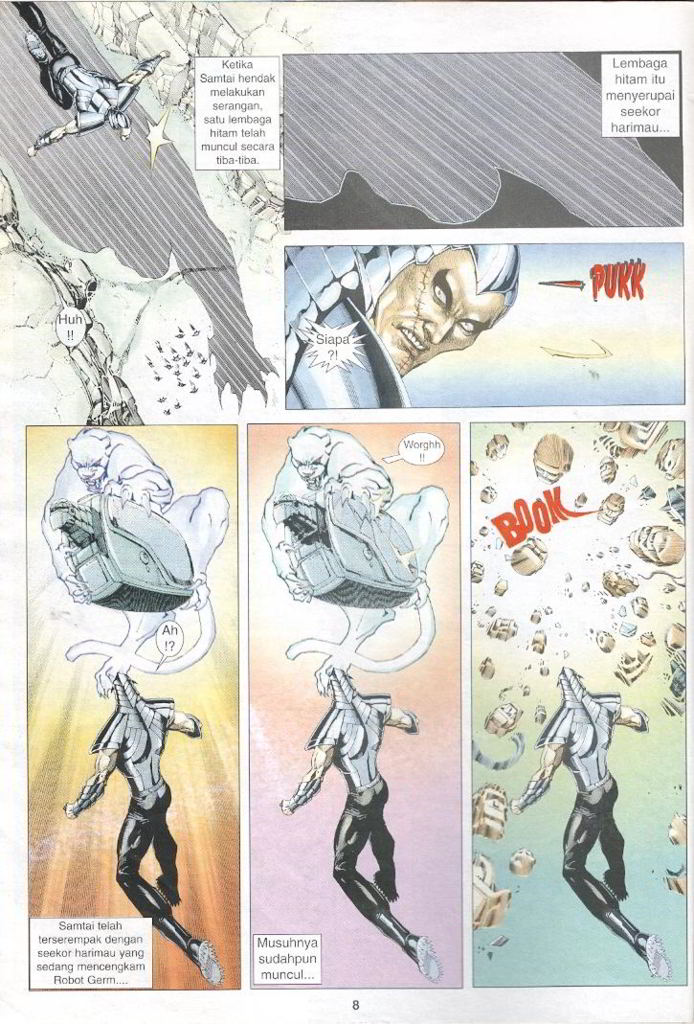 Ketika
Samtai hendak
melakukan
serangan,
satu lembaga
hitam telah
muncul secara
tiba-tiba.
Huh
!!
Lembaga
hitam itu
menyerupai
seekor
harimau...
Siapa
?!
PUKK
Ah
!?
Samtai telah
terserempak dengan
seekor harimau yang
sedang mencengkam
Robot Germ....
Worghh
!!
Musuhnya
sudahpun
muncul...
BOOM
8